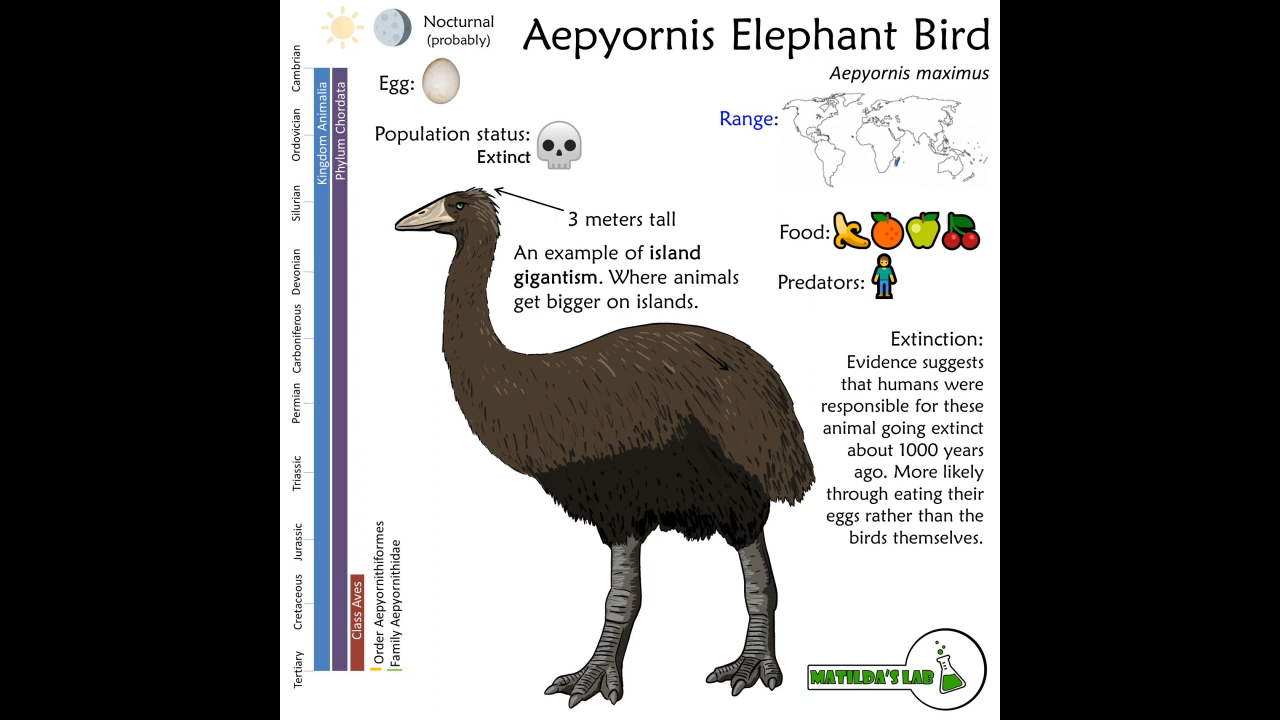 Nocturnal
(probably)
Aepyornis Elephant Bird
Aepyornis maximus
Egg:
Range:
Population status:
Extinct
3 meters tall
An example of island
gigantism. Where animals
get bigger on islands.
Food:
Predators:
Extinction:
Evidence suggests
that humans were
responsible for these
animal going extinct
about 1000 years
ago. More likely
through eating their
eggs rather than the
birds themselves.
Cambrian
Ordovician
Silurian
Devonian
Carboniferous
Permian
Triassic
Jurassic
Cretaceous
Tertiary
Kingdom Animalia
Phylum Chordata
Class Aves
Order Aepyornithiformes
Family Aepyornithidae
MATILDA'S LAB